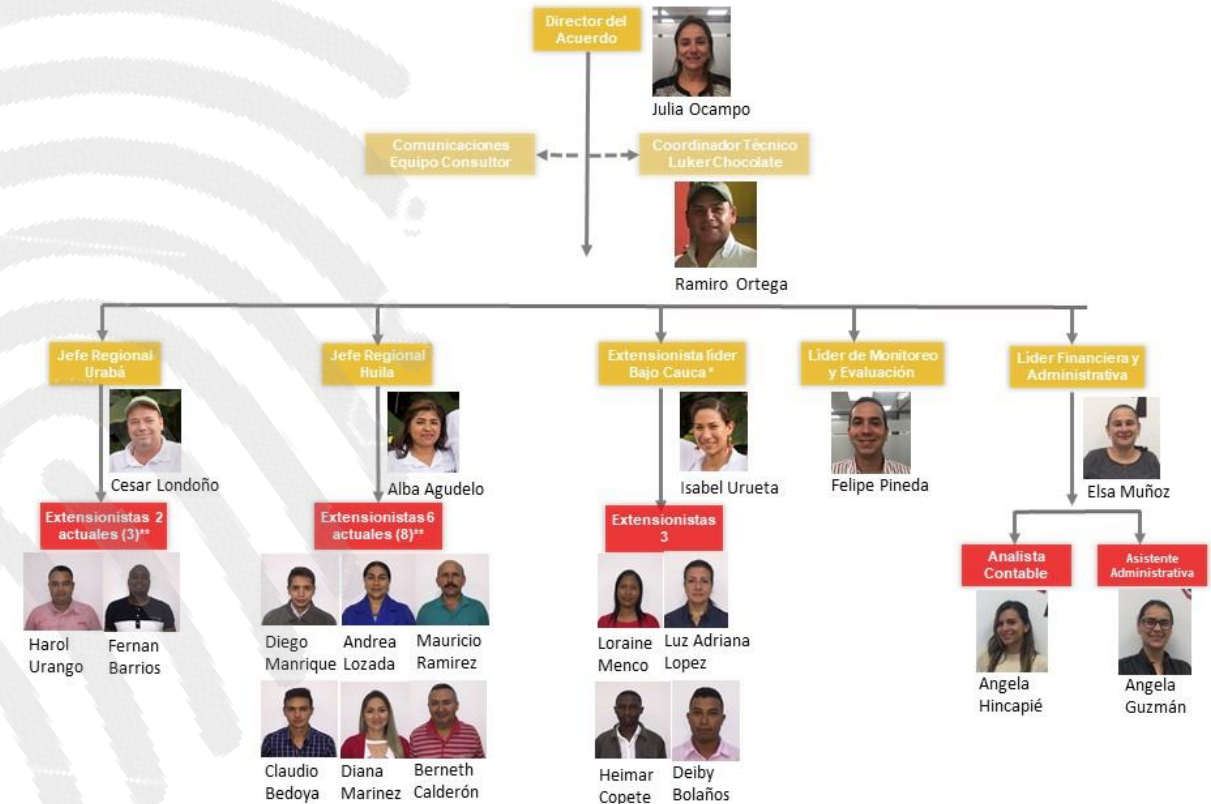 Director del
Acuerdo
Julia Ocampo
Comunicaciones
Equipo Consultor
Coordinador Técnico
Luker Chocolate
Ramiro Ortega
Jefe Regional
Urabá
Cesar Londoño
Extensionistas 2
actuales (3)**
Harol
Urango
Fernan
Barrios
Jefe Regional
Huila
Alba Agudelo
Extensionistas 6
actuales (8)**
Diego
Manrique
Andrea
Lozada
Mauricio
Ramirez
Claudio
Bedoya
Diana
Marinez
Berneth
Calderón
Extensionista líder
Bajo Cauca*
Isabel Urueta
Extensionistas
3
Loraine
Menco
Luz Adriana
Lopez
Heimar
Copete
Deiby
Bolaños
Líder de Monitoreo
y Evaluación
Felipe Pineda
Líder Financiera y
Administrativa
Elsa Muñoz
Analista
Contable
Angela
Hincapié
Asistente
Administrativa
Angela
Guzmán